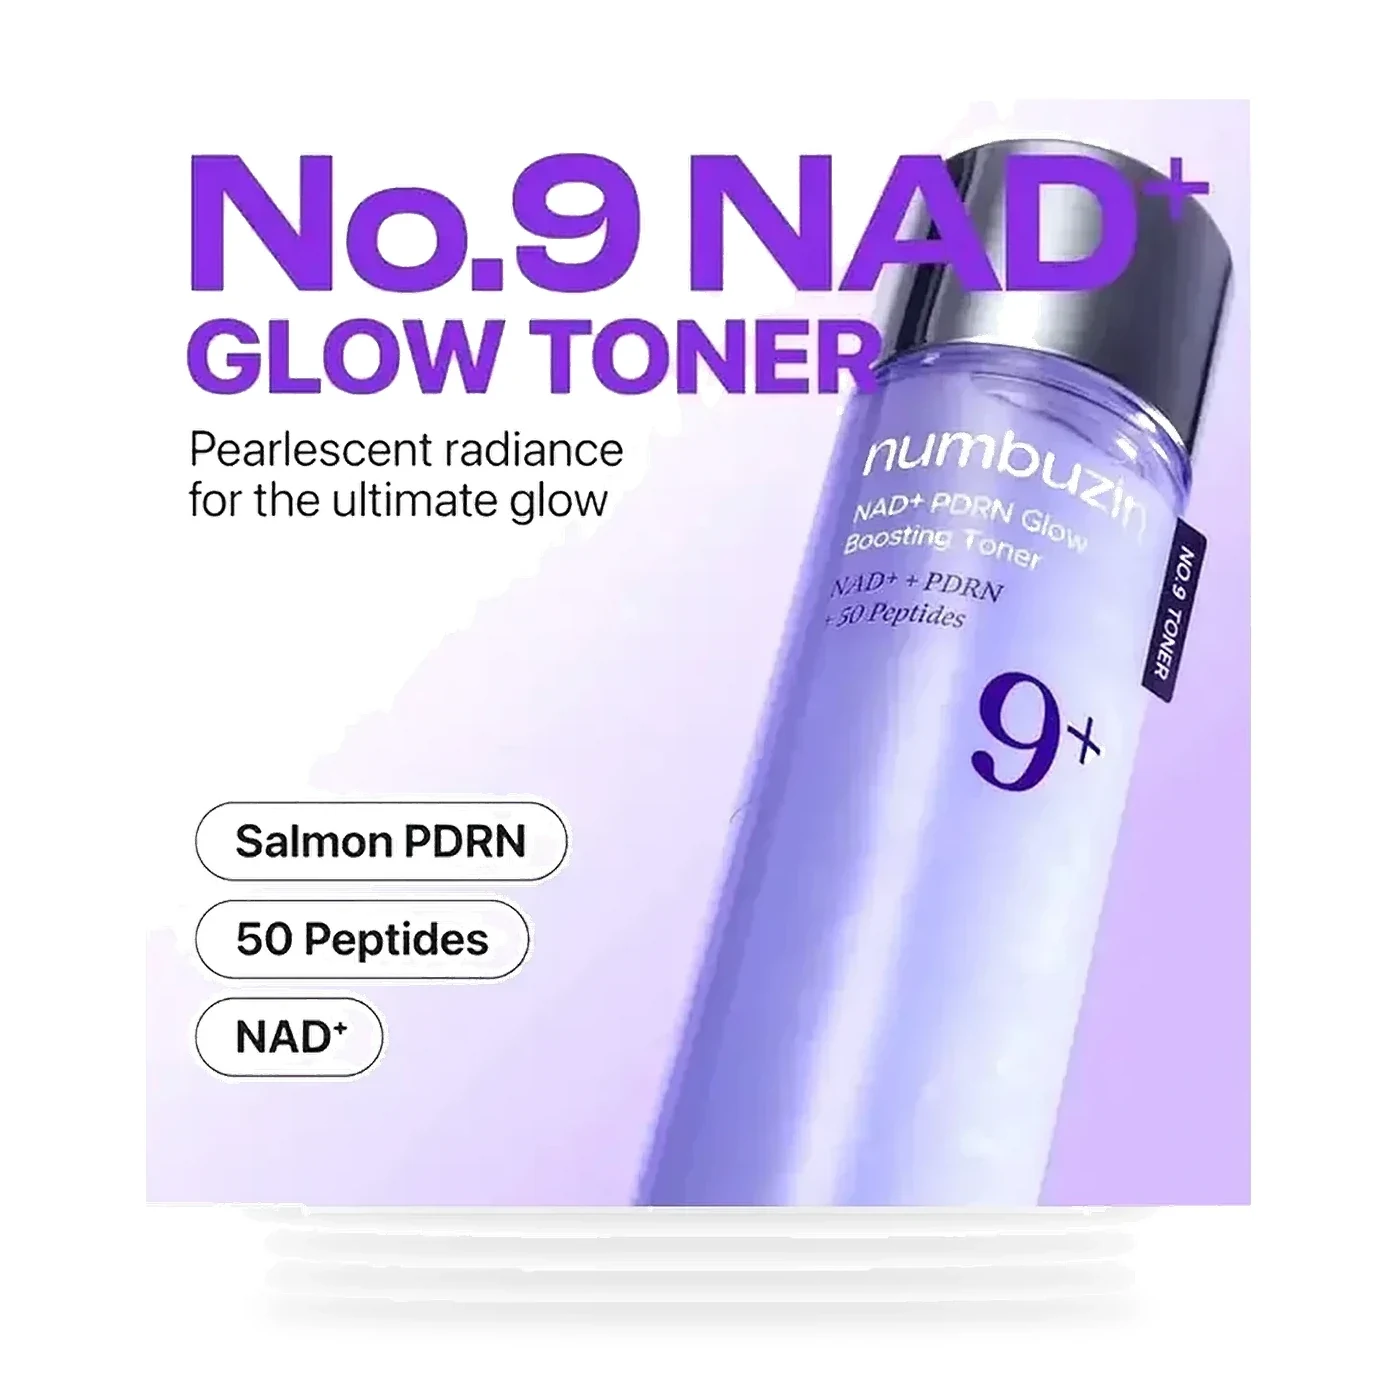 No.9 NAD+
GLOW TONER
Pearlescent radiance
for the ultimate glow
numbuzin
NAD+ PDRN Glow
Boosting Toner
NAD+ + PDRN
+ 50 Peptides
9+
NO.9 TONER
Salmon PDRN
50 Peptides
NAD+